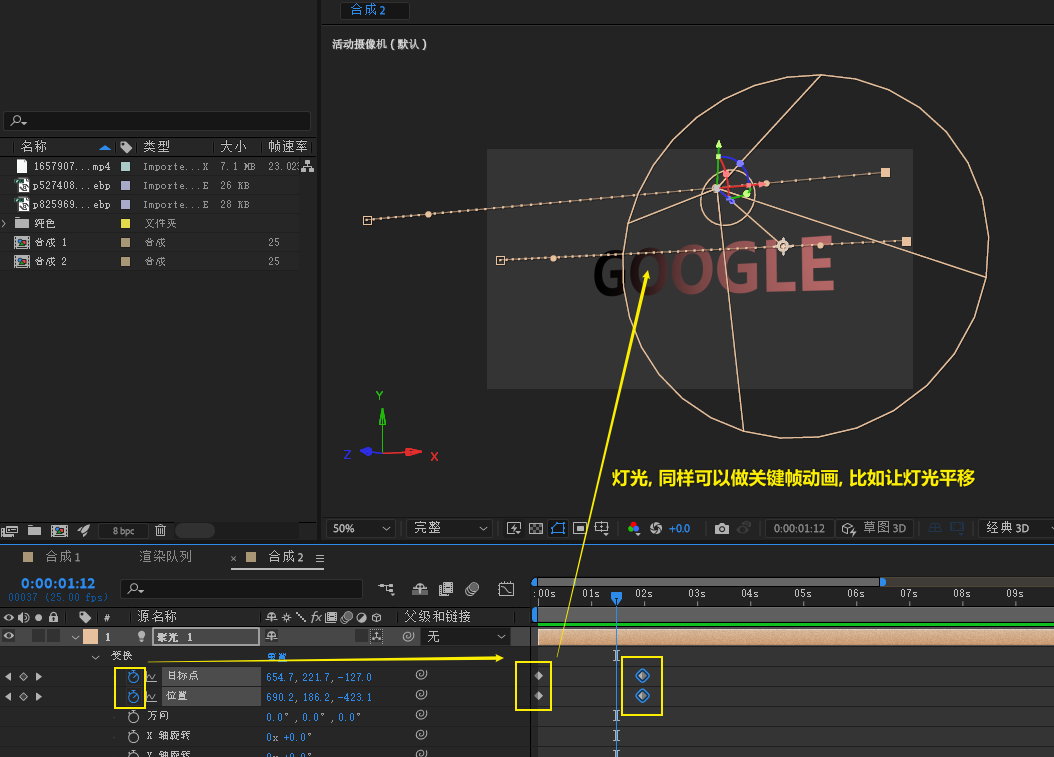 合成 2
活动摄像机 ( 默认 )
名称 类型 大小 帧速率
1657907...mp4 Importe...X 7.1 MB 23.023
p527408...ebp Importe...E 26 KB
p825969...ebp Importe...E 28 KB
纯色 文件夹
合成 1 合成 25
合成 2 合成 25
GOOGLE
Y
Z
X
灯光, 同样可以做关键帧动画, 比如让灯光平移
8 bpc
50% 完整 +0.0 0:00:01:12 草图 3D 经典 3D
合成 1 渲染队列 × 合成 2
0:00:01:12
00037 (25.00 fps)
:00s 01s 02s 03s 04s 05s 06s 07s 08s 09s
# 源名称 fx 父级和链接
1 聚光 1 无
变换 重置
目标点 654.7, 221.7, -127.0
位置 690.2, 186.2, -423.1
方向 0.0°, 0.0°, 0.0°
X 轴旋转 0x +0.0°
Y 轴旋转 0x +0.0°